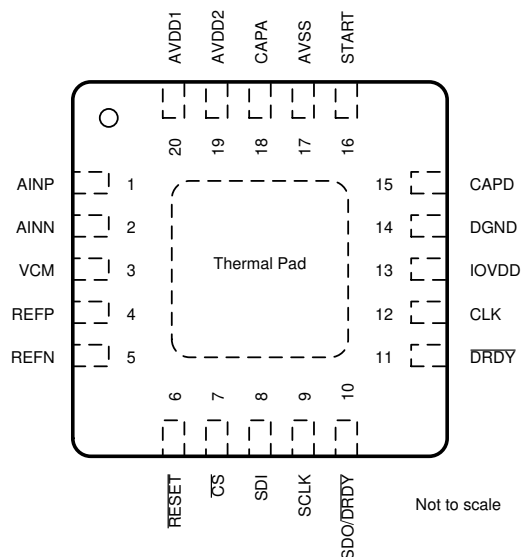 AVDD1
AVDD2
CAPA
AVSS
START
20
19
18
17
16
AINP 1
AINN 2
VCM 3
REFP 4
REFN 5
Thermal Pad
15 CAPD
14 DGND
13 IOVDD
12 CLK
11 DRDY
6
7
8
9
10
RESET
CS
SDI
SCLK
SDO/DRDY
Not to scale